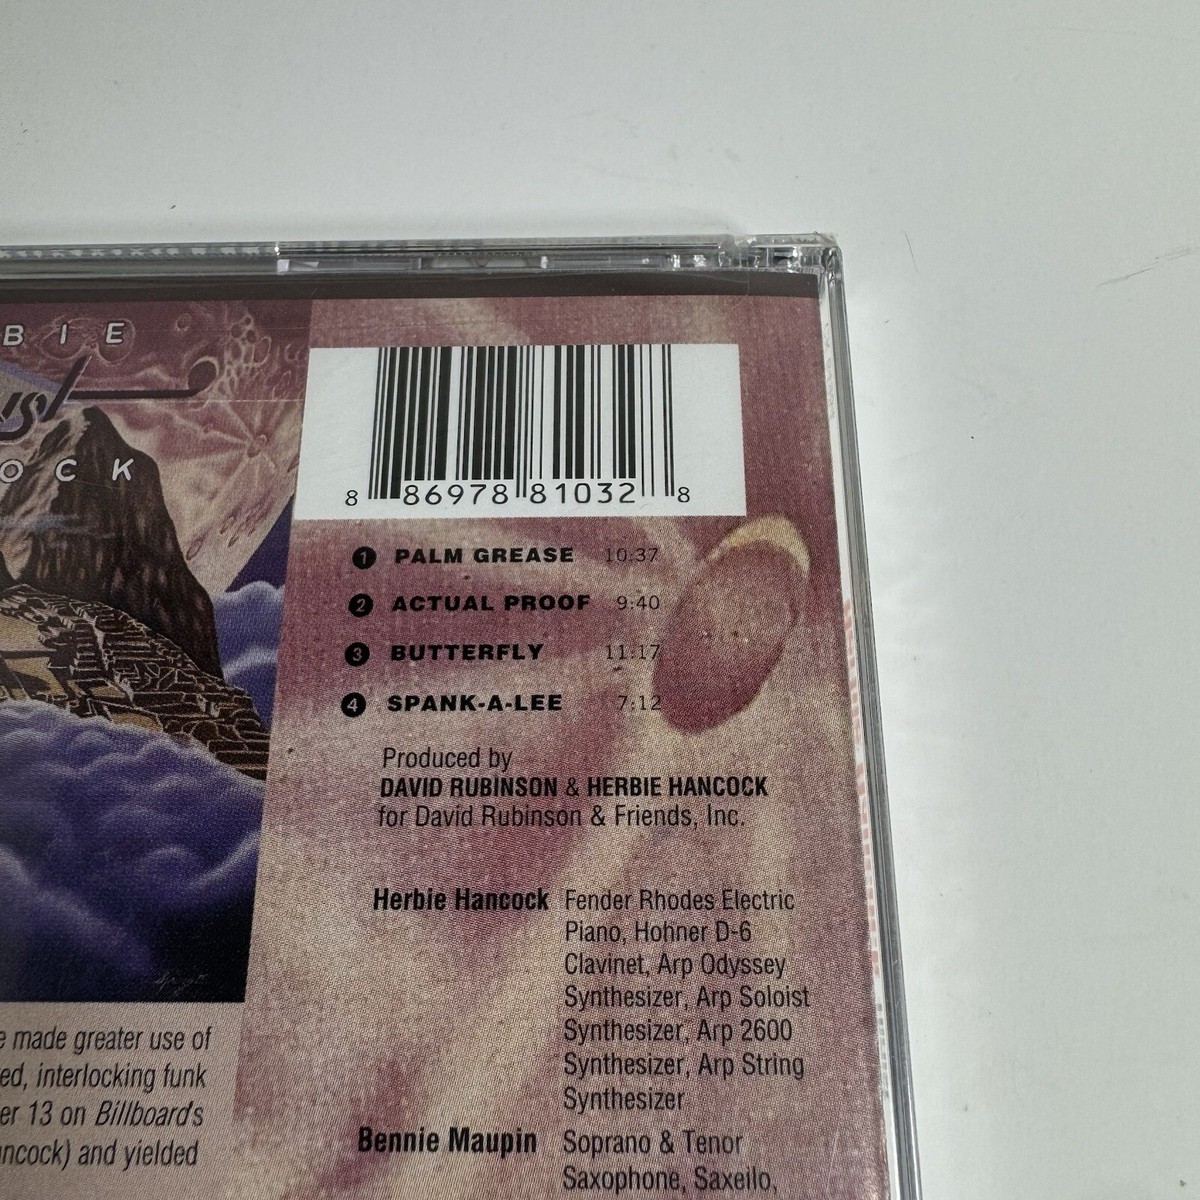 BIE
OCK
8 86978 81032 8
1 PALM GREASE 10:37
2 ACTUAL PROOF 9:40
3 BUTTERFLY 11:17
4 SPANK-A-LEE 7:12
Produced by
DAVID RUBINSON & HERBIE HANCOCK
for David Rubinson & Friends, Inc.
Herbie Hancock Fender Rhodes Electric
Piano, Hohner D-6
Clavinet, Arp Odyssey
Synthesizer, Arp Soloist
Synthesizer, Arp 2600
Synthesizer, Arp String
Synthesizer
Bennie Maupin Soprano & Tenor
Saxophone, Saxello,
e made greater use of
ed, interlocking funk
er 13 on Billboard's
ncock) and yielded